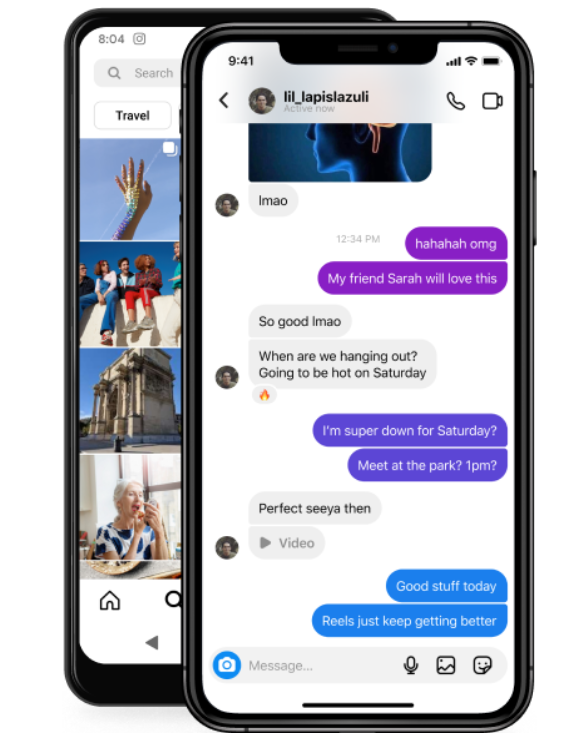 8:04
Search
Travel
9:41
lil_lapislazuli
Active now
lmao
12:34 PM
hahahah omg
My friend Sarah will love this
So good lmao
When are we hanging out?
Going to be hot on Saturday
I'm super down for Saturday?
Meet at the park? 1pm?
Perfect seeya then
Video
Good stuff today
Reels just keep getting better
Message...